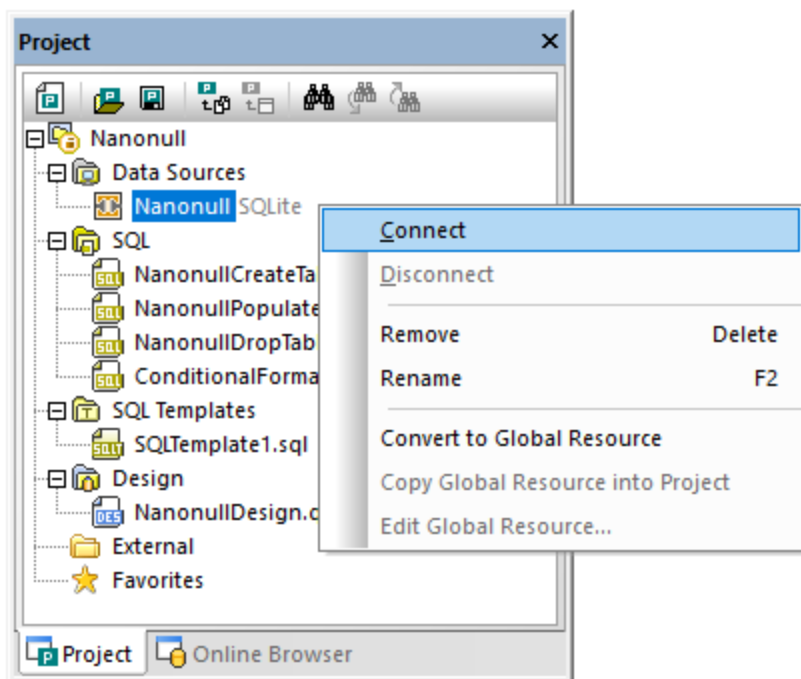 Project
Nanonull
Data Sources
Nanonull SQLite
SQL
NanonullCreateTa
NanonullPopulate
NanonullDropTab
ConditionalForma
SQL Templates
SQLTemplate1.sql
Design
NanonullDesign.
External
Favorites
Connect
Disconnect
Remove Delete
Rename F2
Convert to Global Resource
Copy Global Resource into Project
Edit Global Resource...
Project Online Browser